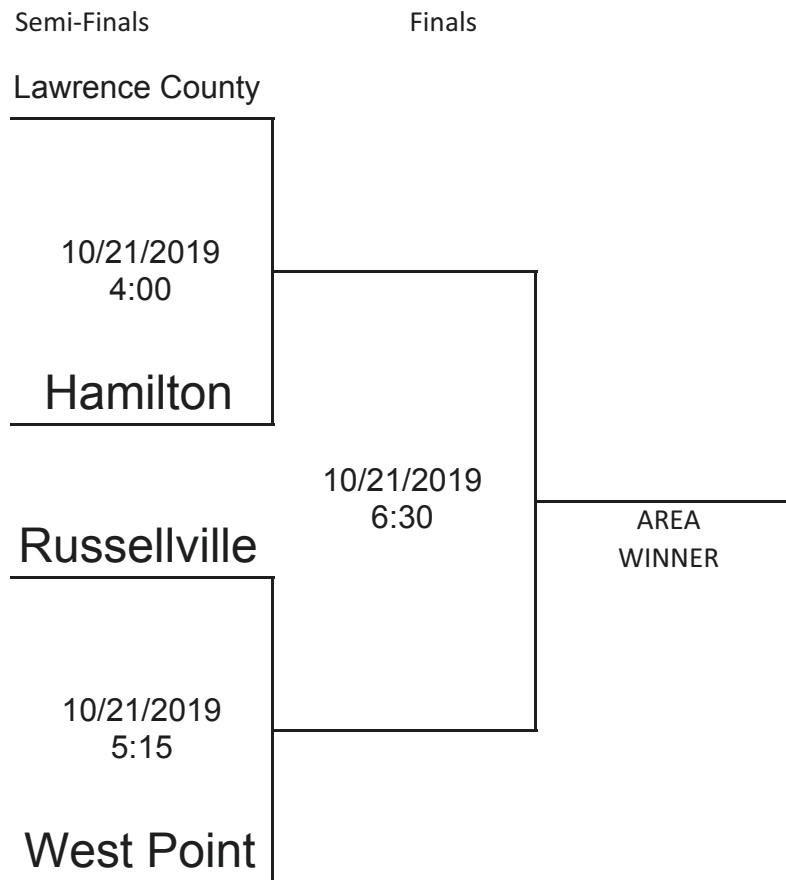 Semi-Finals
Finals
Lawrence County
10/21/2019
4:00
Hamilton
10/21/2019
6:30
Russellville
AREA
WINNER
10/21/2019
5:15
West Point